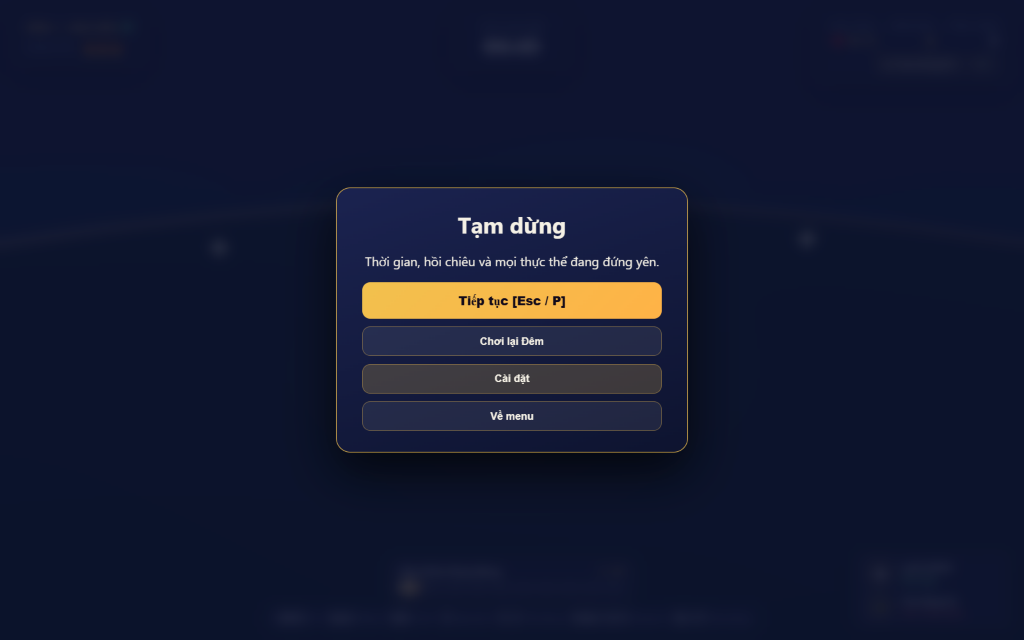 Tạm dừng
Thời gian, hồi chiêu và mọi thực thể đang đứng yên.
Tiếp tục [Esc / P]
Chơi lại Đêm
Cài đặt
Về menu